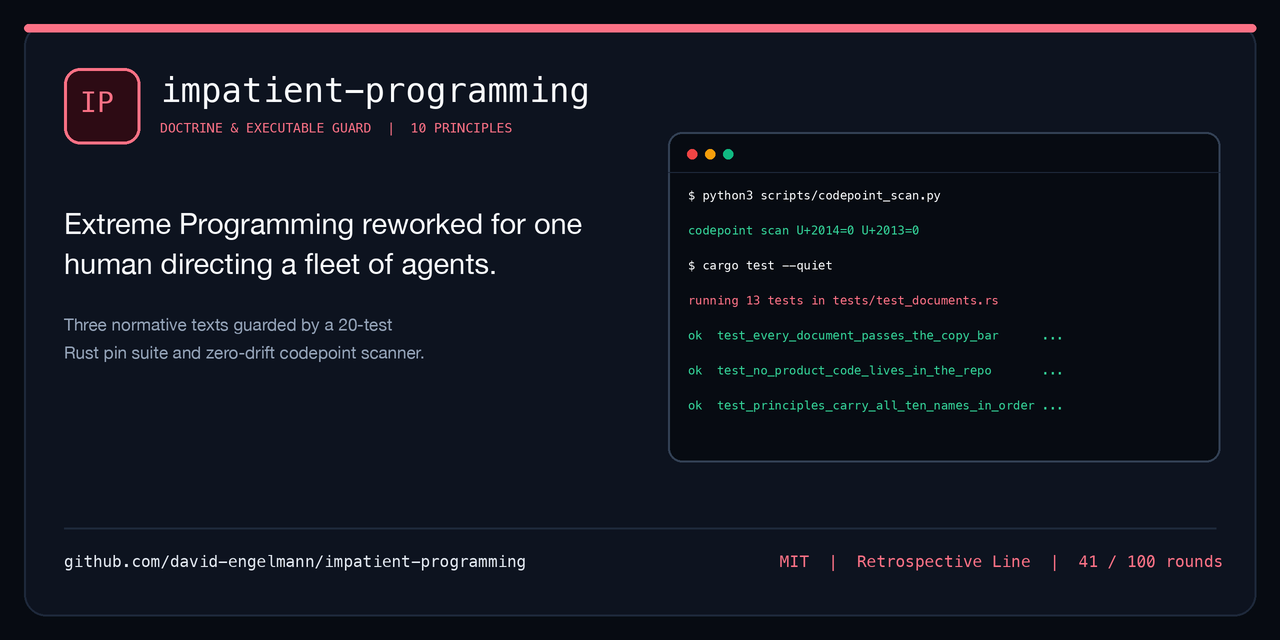 IP
impatient-programming
DOCTRINE & EXECUTABLE GUARD | 10 PRINCIPLES
Extreme Programming reworked for one
human directing a fleet of agents.
Three normative texts guarded by a 20-test
Rust pin suite and zero-drift codepoint scanner.
$ python3 scripts/codepoint_scan.py
codepoint scan U+2014=0 U+2013=0
$ cargo test --quiet
running 13 tests in tests/test_documents.rs
ok  test_every_document_passes_the_copy_bar ...
ok  test_no_product_code_lives_in_the_repo ...
ok  test_principles_carry_all_ten_names_in_order ...
github.com/david-engelmann/impatient-programming
MIT | Retrospective Line | 41 / 100 rounds